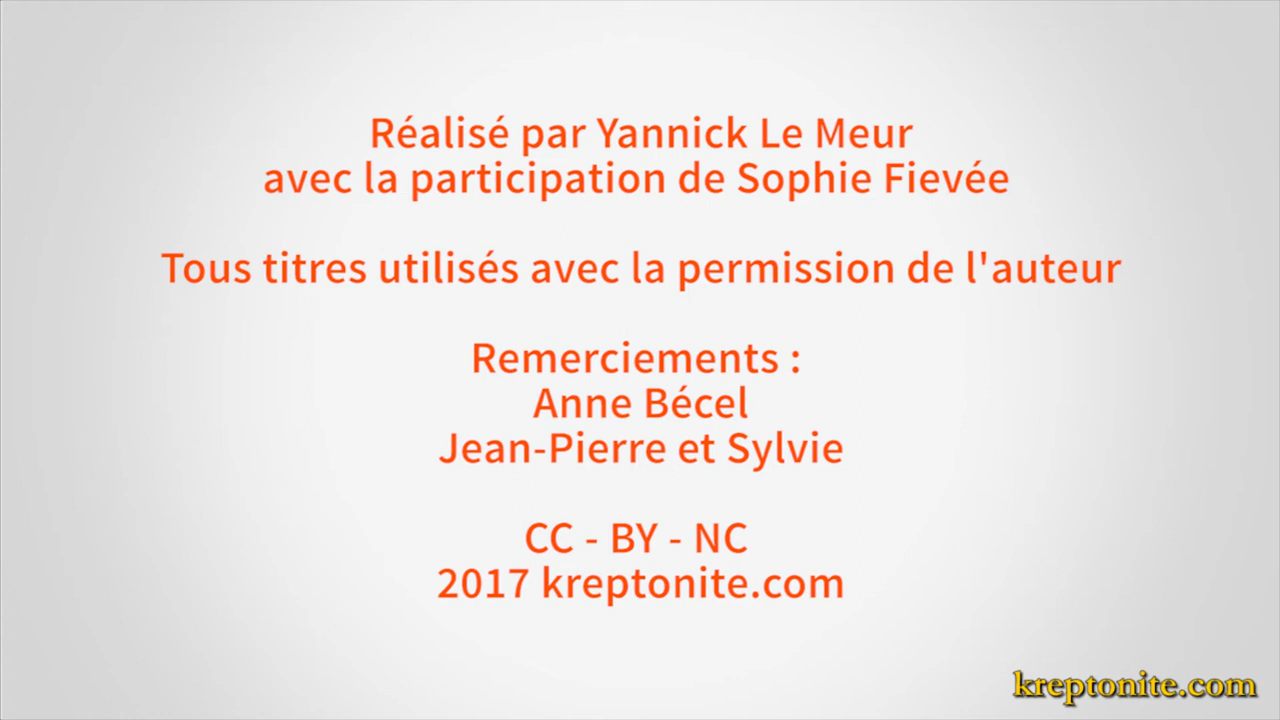 Réalisé par Yannick Le Meur
avec la participation de Sophie Fievée
Tous titres utilisés avec la permission de l'auteur
Remerciements :
Anne Bécel
Jean-Pierre et Sylvie
CC - BY - NC
2017 kreptonite.com
kreptonite.com